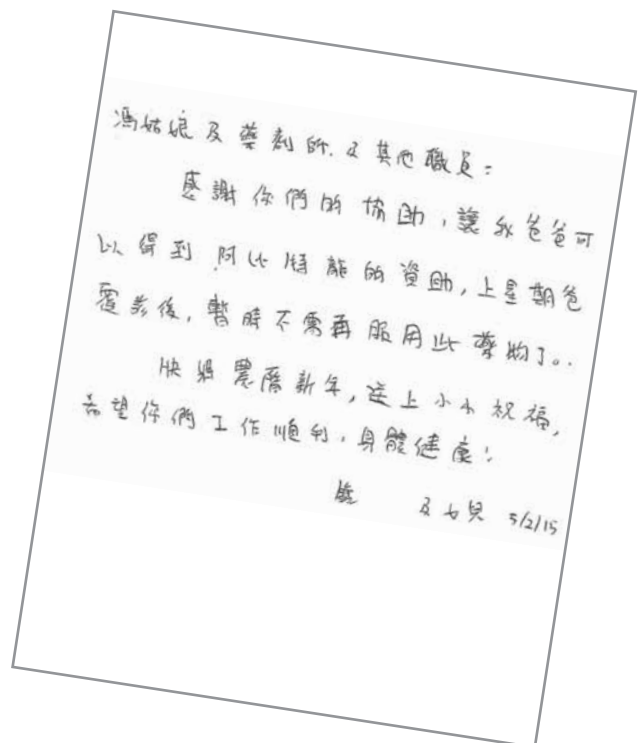 馮姑娘及藥劑師.及其他職員:
感謝你們的協助,讓我爸爸可
以得到阿比特龍的資助,上星期爸
覆診後,暫時不需再服用此藥物了。
快將農曆新年,送上小小祝福,
希望你們工作順利,身體健康!
及女兒 5/2/15